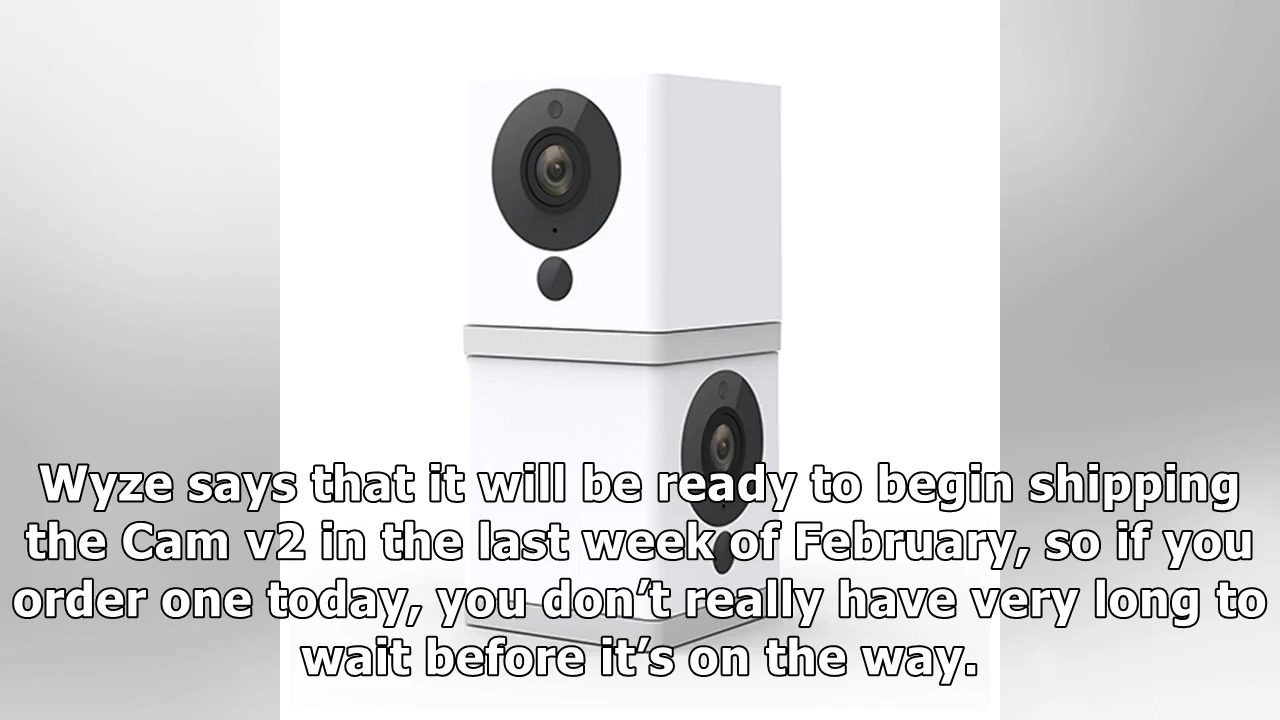 Wyze says that it will be ready to begin shipping
the Cam v2 in the last week of February, so if you
order one today, you don’t really have very long to
wait before it’s on the way.